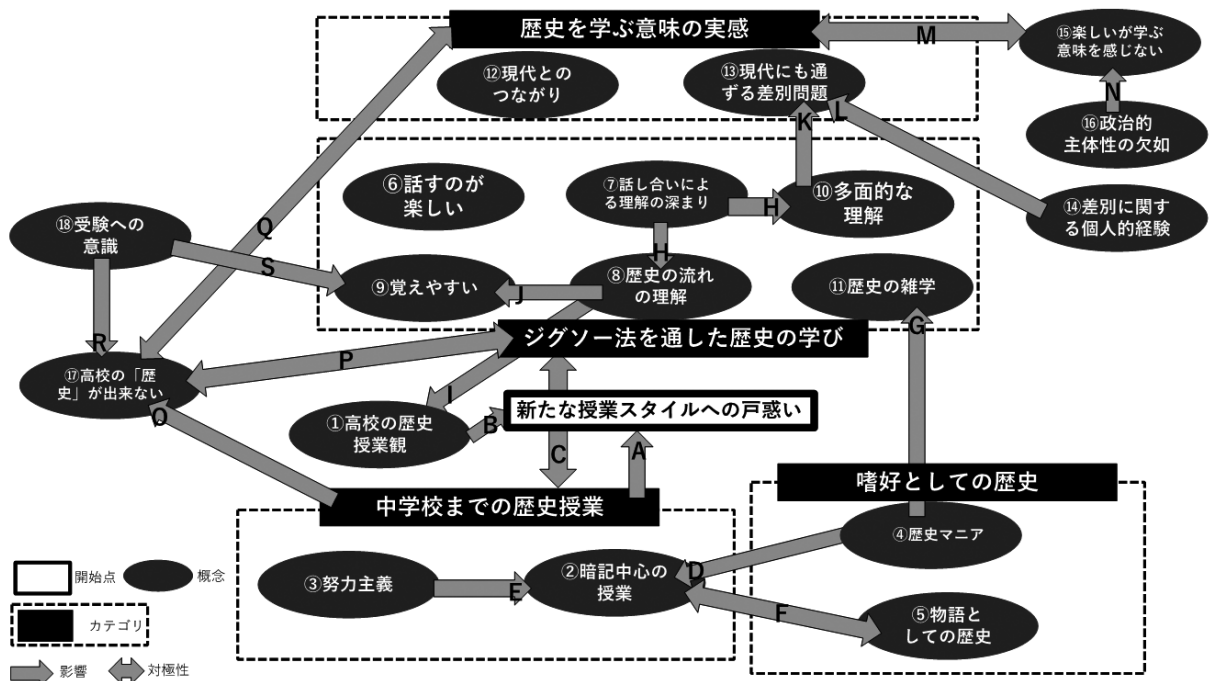 歴史を学ぶ意味の実感
M
⑮楽しいが学ぶ
意味を感じない
⑫現代との
つながり
⑬現代にも通
ずる差別問題
N
L
K
⑯政治的
主体性の欠如
⑥話すのが
楽しい
⑦話し合いによ
る理解の深まり
H
⑩多面的な
理解
⑭差別に関す
る個人的経験
⑱受験への
意識
Q
S
H
⑨覚えやすい
J
⑧歴史の流れ
の理解
⑪歴史の雑学
G
R
P
ジグソー法を通した歴史の学び
⑰高校の「歴
史」が出来ない
I
O
①高校の歴史
授業観
B
新たな授業スタイルへの戸惑い
C
A
中学校までの歴史授業
嗜好としての歴史
④歴史マニア
D
③努力主義
E
②暗記中心の
授業
F
⑤物語と
しての歴史
開始点
概念
カテゴリ
影響
対極性